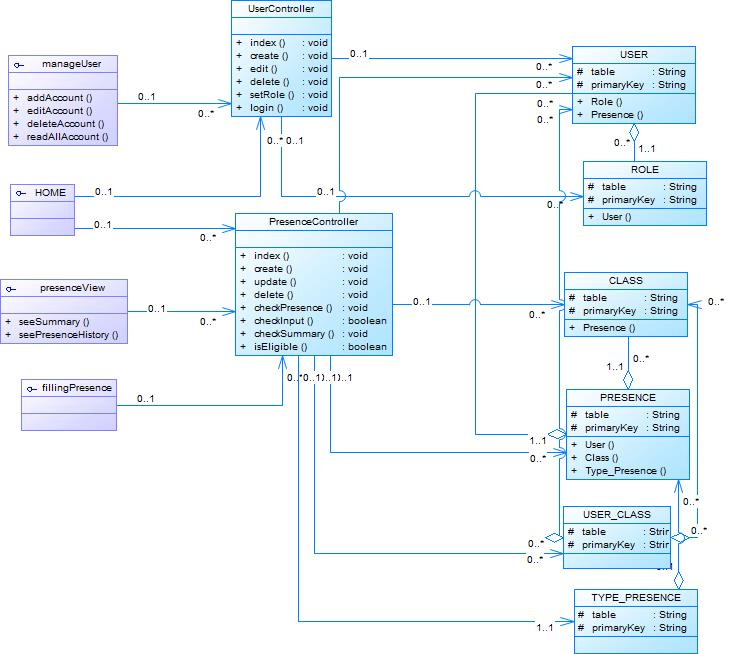 UserController
+ index () : void
+ create () : void
+ edit () : void
+ delete () : void
+ setRole () : void
+ login () : void
manageUser
+ addAccount ()
+ editAccount ()
+ deleteAccount ()
+ readAllAccount ()
0..1
0..*
0..1
0..*
0..*
0..*
0..*
USER
# table : String
# primaryKey : String
+ Role ()
+ Presence ()
0..*
1..1
0..*
0..1
HOME
0..1
0..1
0..*
0..1
0..*
ROLE
# table : String
# primaryKey : String
+ User ()
PresenceController
+ index () : void
+ create () : void
+ update () : void
+ delete () : void
+ checkPresence () : void
+ checkInput () : boolean
+ checkSummary () : void
+ isEligible () : boolean
presenceView
+ seeSummary ()
+ seePresenceHistory ()
0..1
0..*
0..1
0..*
CLASS
# table : String
# primaryKey : String
+ Presence ()
0..*
0..*
1..1
fillingPresence
0..1
0..*
0..1
PRESENCE
# table : String
# primaryKey : String
+ User ()
+ Class ()
+ Type_Presence ()
1..1
0..*
0..*
USER_CLASS
# table : Strin
# primaryKey : Strin
0..*
0..*
0..*
TYPE_PRESENCE
# table : String
# primaryKey : String
1..1